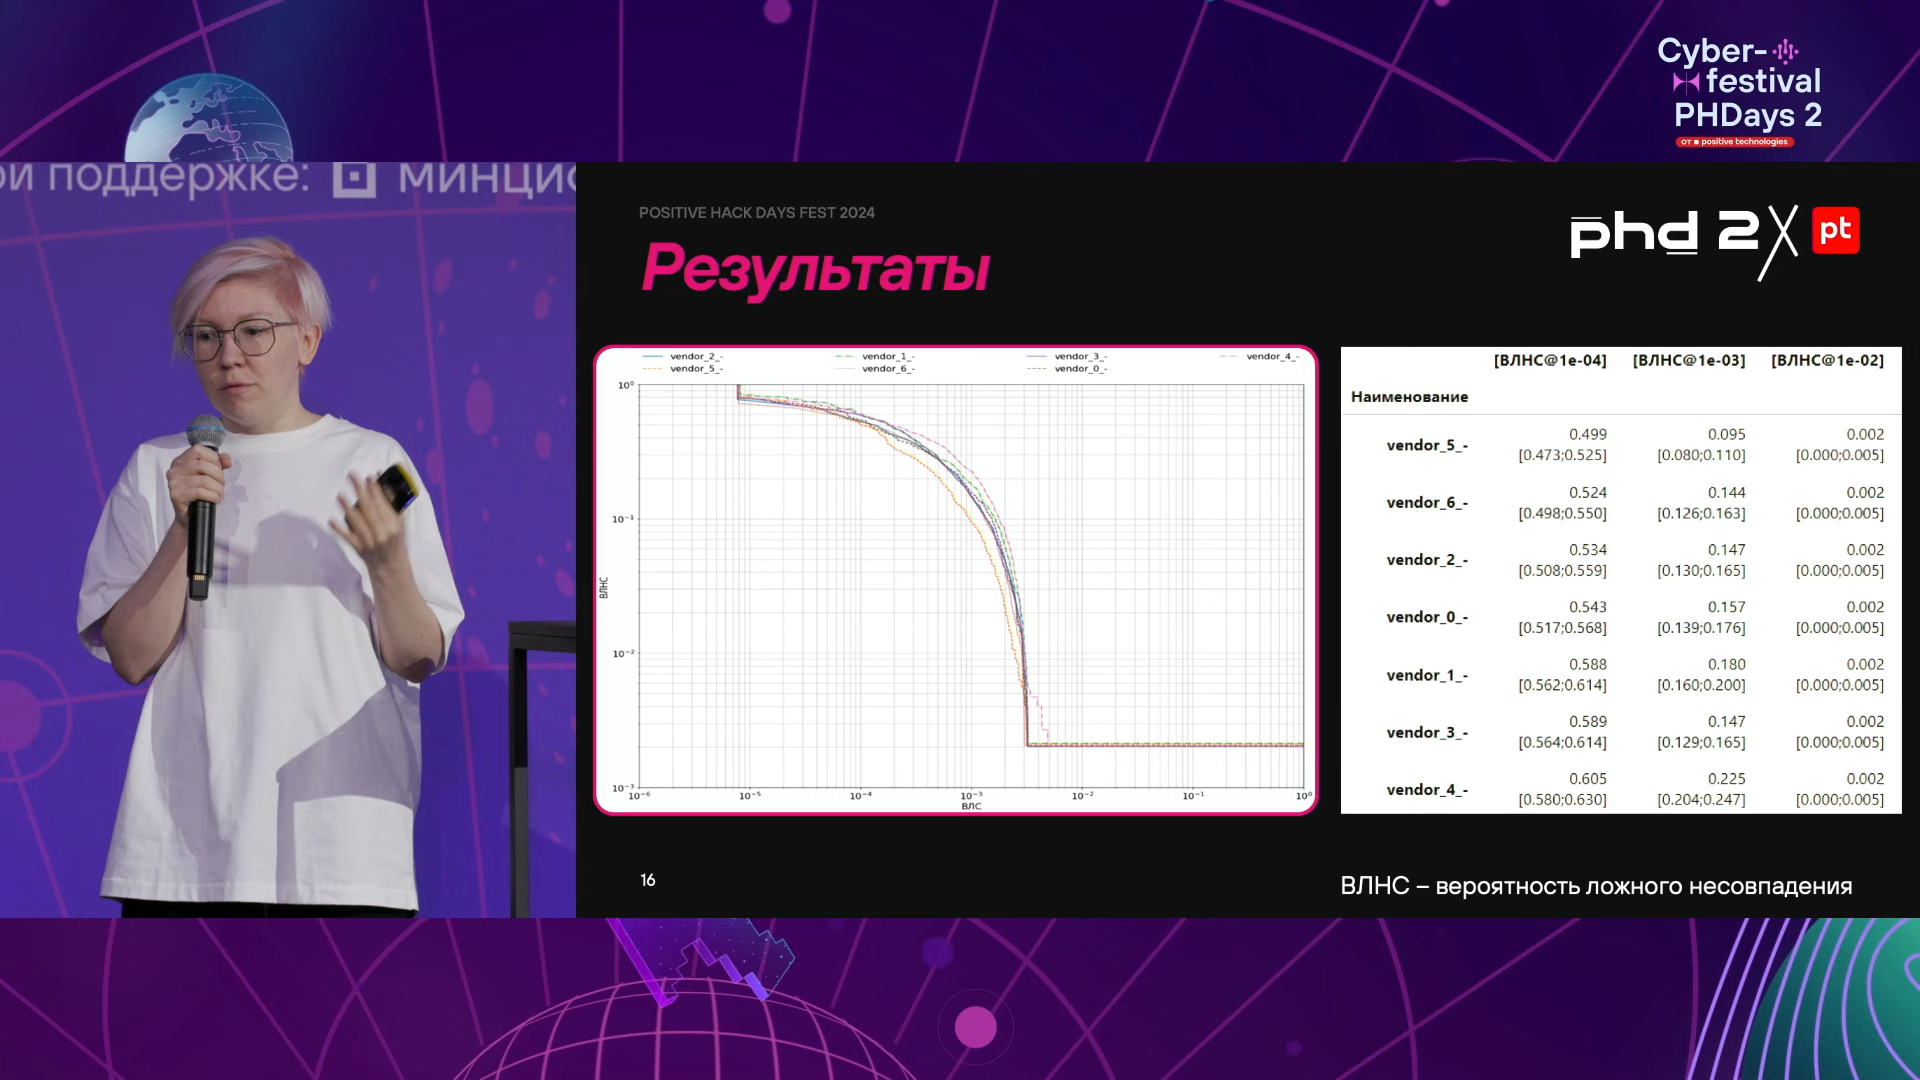 Cyber-
festival
PHDays 2
от positive technologies
ой поддержке: МИНЦИ
POSITIVE HACK DAYS FEST 2024
Результаты
phd 2
pt
vendor_2_- vendor_1_- vendor_3_- vendor_4_-
vendor_5_- vendor_6_- vendor_0_-
10⁰
10⁻¹
ВЛНС
10⁻²
10⁻³
10⁻⁶ 10⁻⁵ 10⁻⁴ 10⁻³ 10⁻² 10⁻¹ 10⁰
ВЛС
[ВЛНС@1e-04] [ВЛНС@1e-03] [ВЛНС@1e-02]
Наименование
vendor_5_- 0.499 0.095 0.002
[0.473;0.525] [0.080;0.110] [0.000;0.005]
vendor_6_- 0.524 0.144 0.002
[0.498;0.550] [0.126;0.163] [0.000;0.005]
vendor_2_- 0.534 0.147 0.002
[0.508;0.559] [0.130;0.165] [0.000;0.005]
vendor_0_- 0.543 0.157 0.002
[0.517;0.568] [0.139;0.176] [0.000;0.005]
vendor_1_- 0.588 0.180 0.002
[0.562;0.614] [0.160;0.200] [0.000;0.005]
vendor_3_- 0.589 0.147 0.002
[0.564;0.614] [0.129;0.165] [0.000;0.005]
vendor_4_- 0.605 0.225 0.002
[0.580;0.630] [0.204;0.247] [0.000;0.005]
16
ВЛНС – вероятность ложного несовпадения